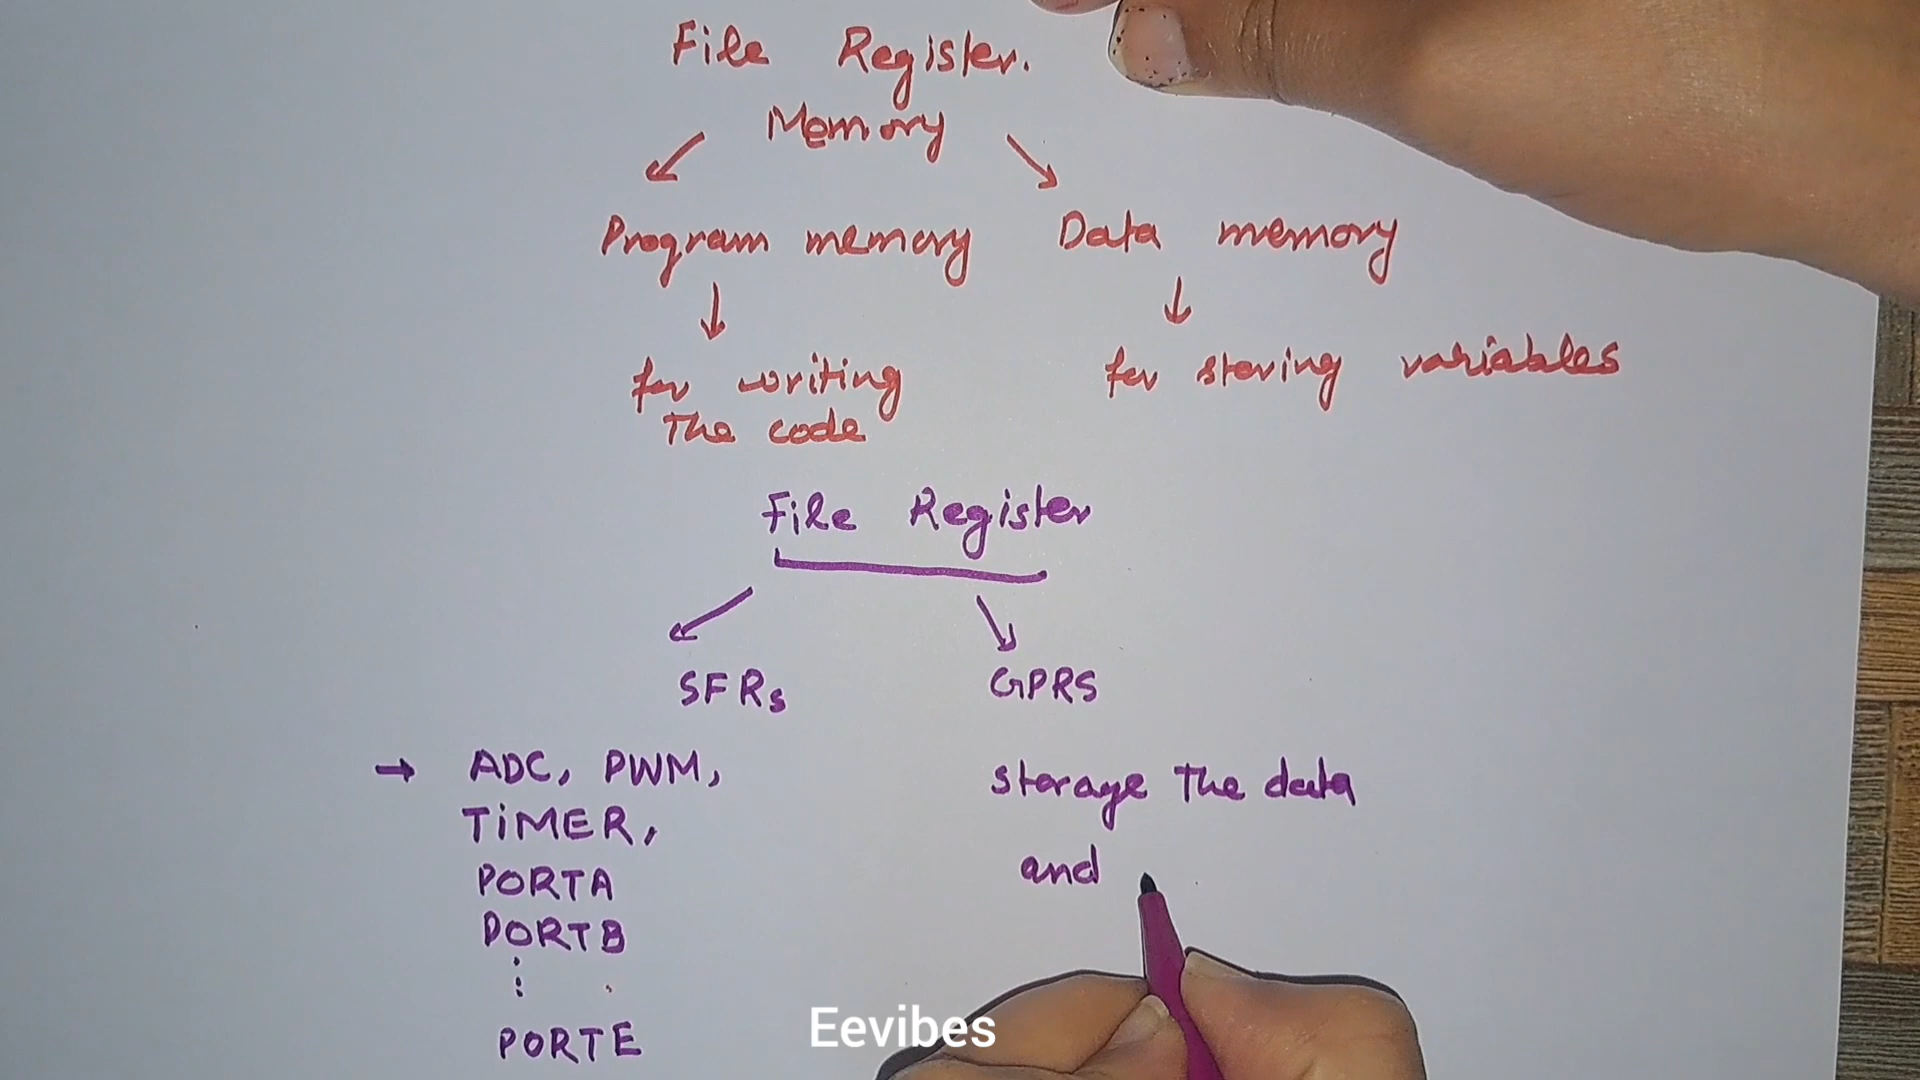 File Register.
Memory
Program memory Data memory
for writing
The code
for storing variables
File Register
SFRs GPRS
→ ADC, PWM,
TiMER,
PORTA
PORTB
⋮
PORTE
storage The data
and
Eevibes